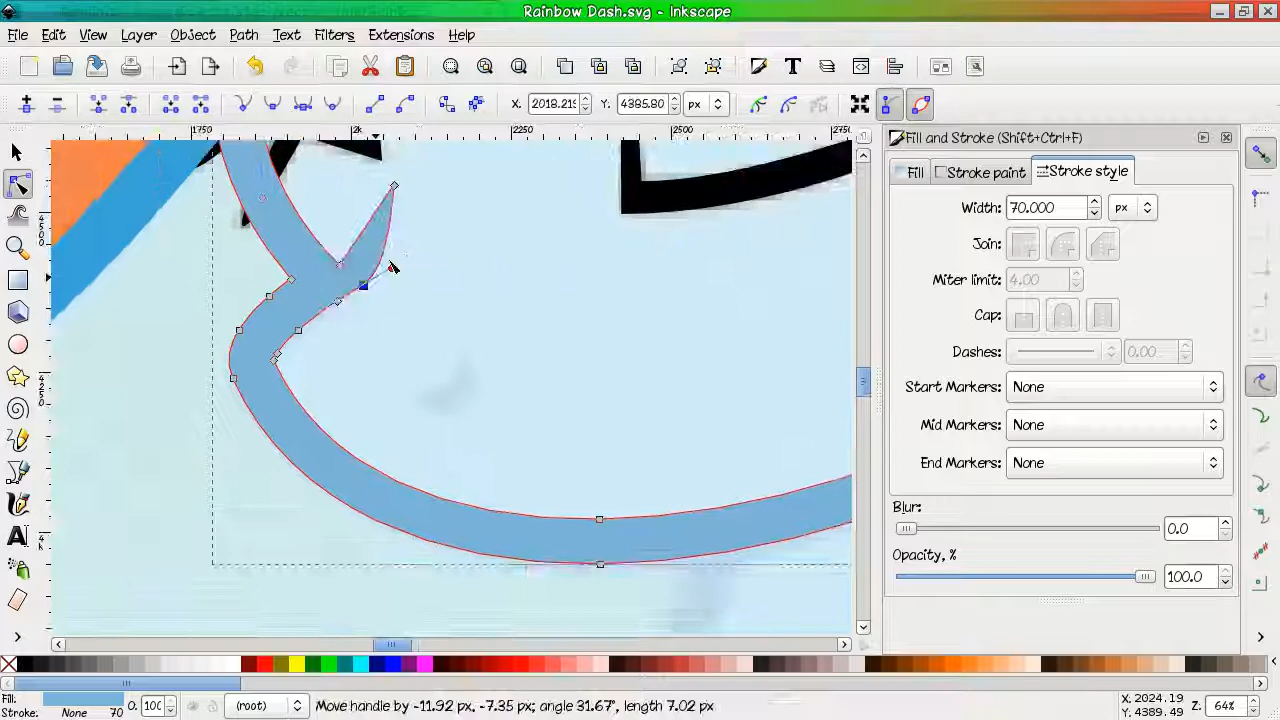 Rainbow Dash.svg - Inkscape
File Edit View Layer Object Path Text Filters Extensions Help
X: 2018.219 Y: 4385.80 px
1750 2k 2250 2500 2750
Fill and Stroke (Shift+Ctrl+F)
Fill Stroke paint Stroke style
Width: 70.000 px
Join:
Miter limit: 4.00
Cap:
Dashes: 0.00
Start Markers: None
Mid Markers: None
End Markers: None
Blur:
0.0
Opacity, %
100.0
Fill:
Stroke: None 70
O: 100
(root)
Move handle by -11.92 px, -7.35 px; angle 31.67°, length 7.02 px
X: 2024.19
Y: 4389.49
Z: 64%